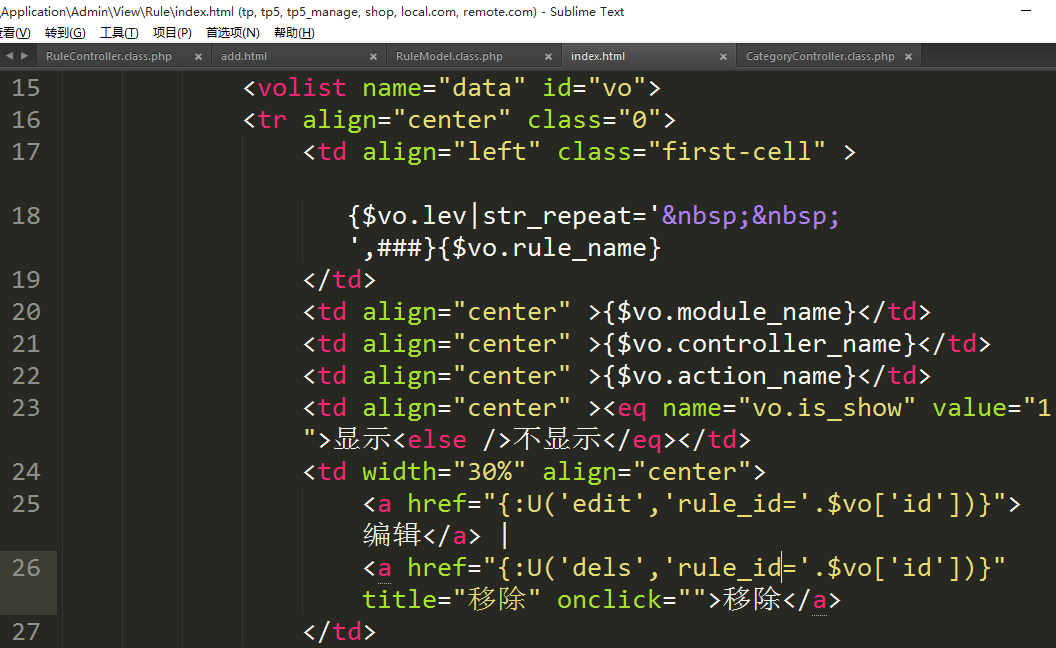 \Application\Admin\View\Rule\index.html (tp, tp5, tp5_manage, shop, local.com, remote.com) - Sublime Text
查看(V) 转到(G) 工具(T) 项目(P) 首选项(N) 帮助(H)
RuleController.class.php × add.html × RuleModel.class.php × index.html × CategoryController.class.php ×
15 <volist name="data" id="vo">
16 <tr align="center" class="0">
17 <td align="left" class="first-cell" >
18 {$vo.lev|str_repeat='&nbsp;&nbsp;
',###}{$vo.rule_name}
19 </td>
20 <td align="center" >{$vo.module_name}</td>
21 <td align="center" >{$vo.controller_name}</td>
22 <td align="center" >{$vo.action_name}</td>
23 <td align="center" ><eq name="vo.is_show" value="1
">显示<else />不显示</eq></td>
24 <td width="30%" align="center">
25 <a href="{:U('edit','rule_id='.$vo['id'])}">
编辑</a> |
26 <a href="{:U('dels','rule_id='.$vo['id'])}"
title="移除" onclick="">移除</a>
27 </td>